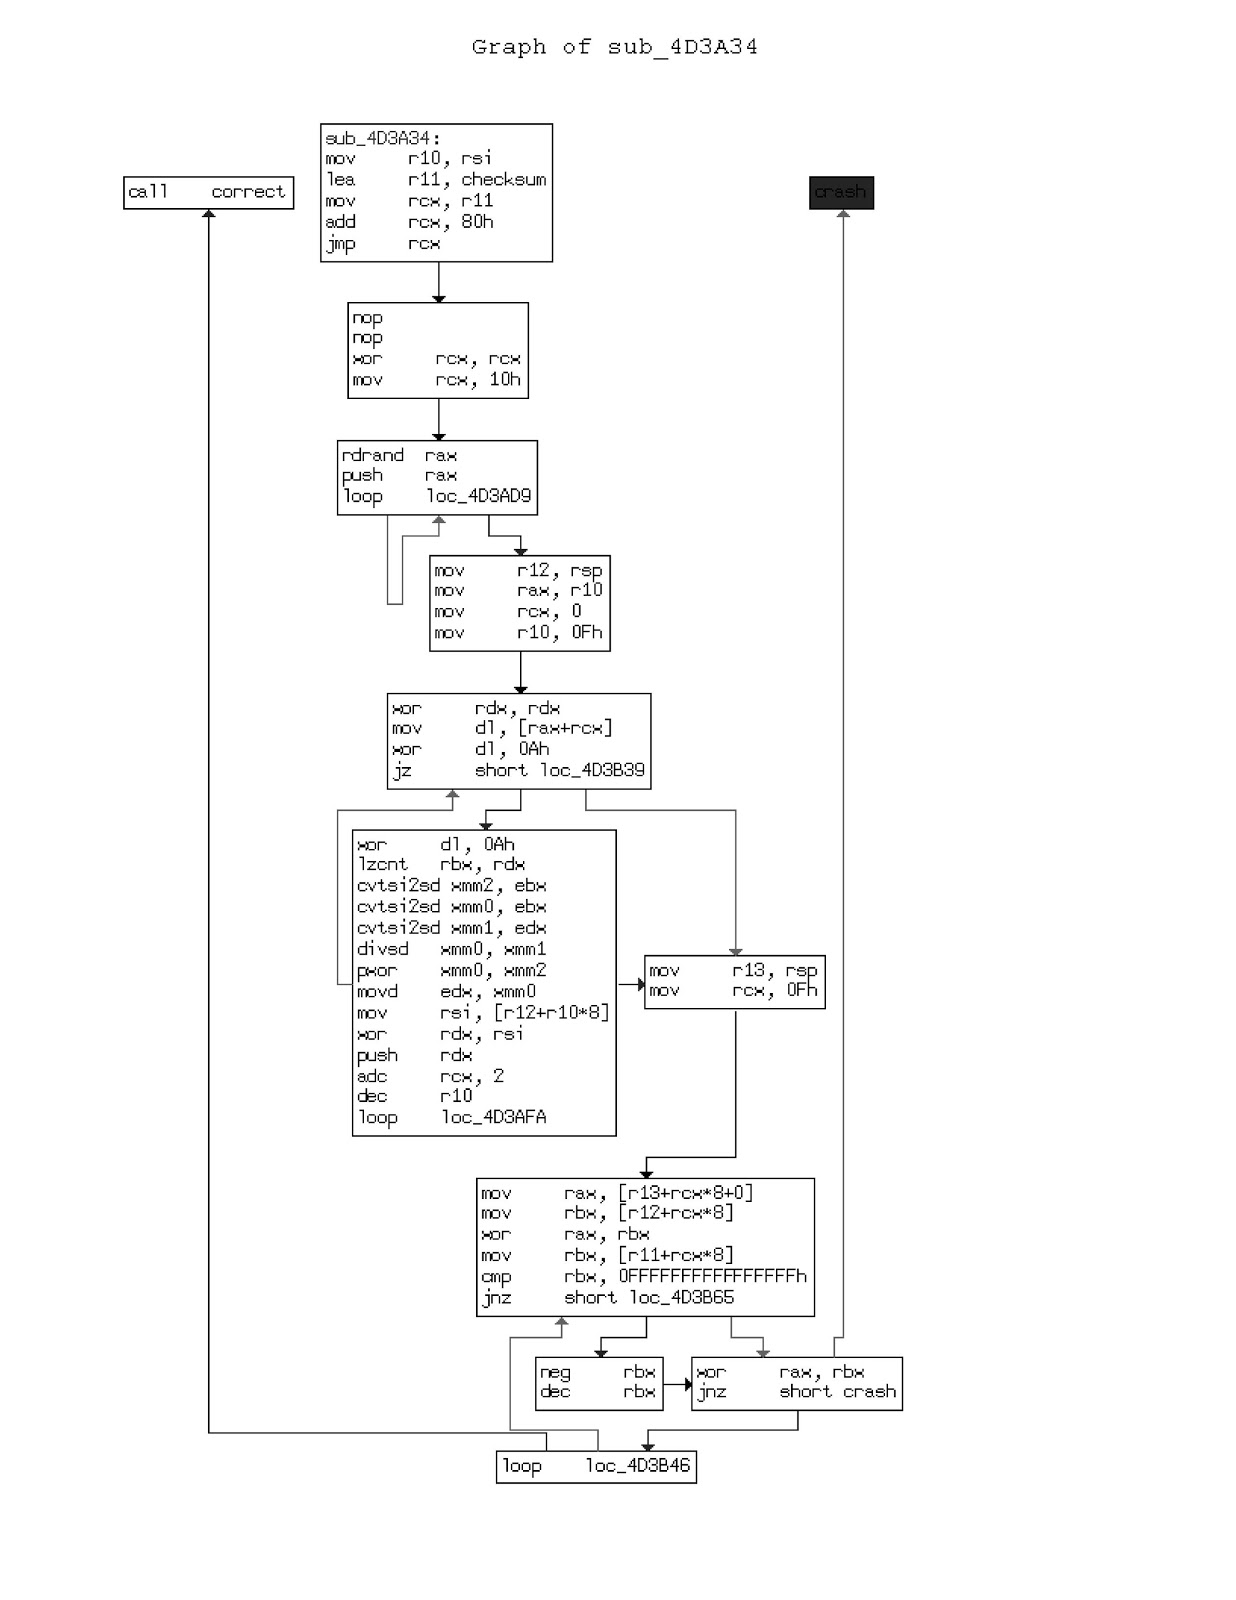 Graph of sub_4D3A34
sub_4D3A34:
mov r10, rsi
lea r11, checksum
mov rcx, r11
add rcx, 80h
jmp rcx
call correct
crash
nop
nop
xor rcx, rcx
mov rcx, 10h
rdrand rax
push rax
loop loc_4D3AD9
mov r12, rsp
mov rax, r10
mov rcx, 0
mov r10, 0Fh
xor rdx, rdx
mov dl, [rax+rcx]
xor dl, 0Ah
jz short loc_4D3B39
xor dl, 0Ah
lzcnt rbx, rdx
cvtsi2sd xmm2, ebx
cvtsi2sd xmm0, ebx
cvtsi2sd xmm1, edx
divsd xmm0, xmm1
pxor xmm0, xmm2
movd edx, xmm0
mov rsi, [r12+r10*8]
xor rdx, rsi
push rdx
adc rcx, 2
dec r10
loop loc_4D3AFA
mov r13, rsp
mov rcx, 0Fh
mov rax, [r13+rcx*8+0]
mov rbx, [r12+rcx*8]
xor rax, rbx
mov rbx, [r11+rcx*8]
cmp rbx, 0FFFFFFFFFFFFFFFFh
jnz short loc_4D3B65
neg rbx
dec rbx
xor rax, rbx
jnz short crash
loop loc_4D3B46